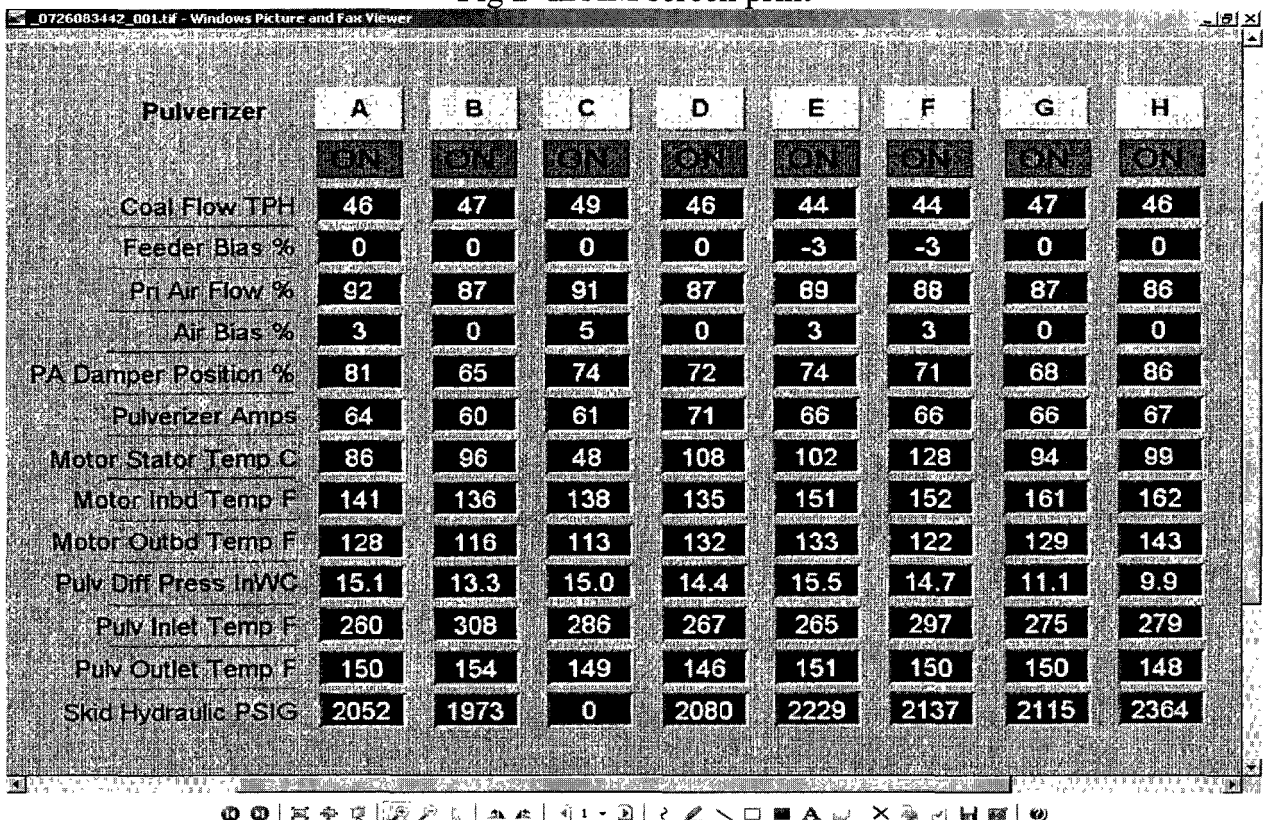 _0726083442_001.tif - Windows Picture and Fax Viewer
Pulverizer A B C D E F G H
ON ON ON ON ON ON ON ON
Coal Flow TPH 46 47 49 46 44 44 47 46
Feeder Bias % 0 0 0 0 -3 -3 0 0
Pri Air Flow % 92 87 91 87 89 88 87 86
Air Bias % 3 0 5 0 3 3 0 0
PA Damper Position % 81 65 74 72 74 71 68 86
Pulverizer Amps 64 60 61 71 66 66 66 67
Motor Stator Temp C 86 96 48 108 102 128 94 99
Motor Inbd Temp F 141 136 138 135 151 152 161 162
Motor Outbd Temp F 128 116 113 132 133 122 129 143
Pulv Diff Press InWC 15.1 13.3 15.0 14.4 15.5 14.7 11.1 9.9
Pulv Inlet Temp F 260 308 286 267 265 297 275 279
Pulv Outlet Temp F 150 154 149 146 151 150 150 148
Skid Hydraulic PSIG 2052 1973 0 2080 2229 2137 2115 2364
1
A